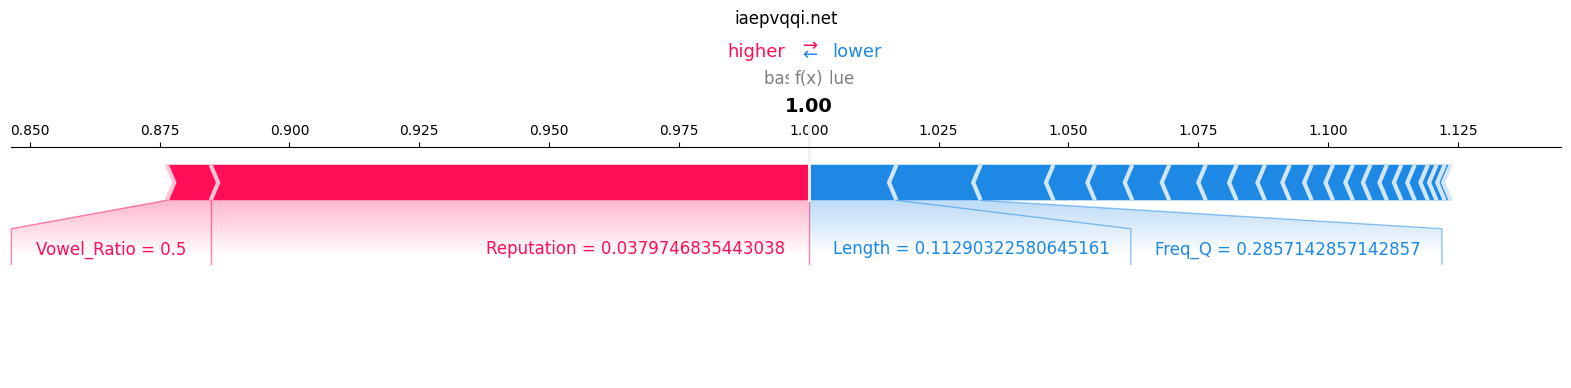 iaepvqqi.net
higher ⇄ lower
bas f(x) lue
1.00
0.850 0.875 0.900 0.925 0.950 0.975 1.000 1.025 1.050 1.075 1.100 1.125
Vowel_Ratio = 0.5 Reputation = 0.0379746835443038 Length = 0.11290322580645161 Freq_Q = 0.2857142857142857